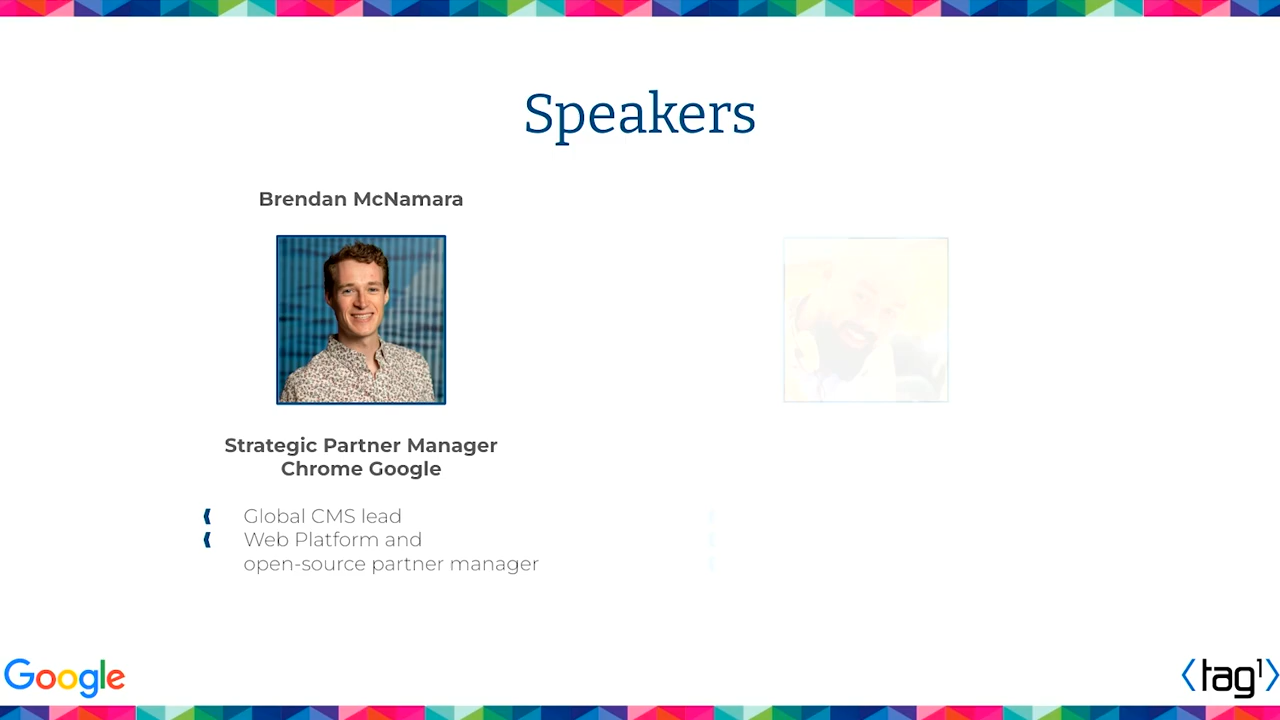 Speakers
Brendan McNamara
Strategic Partner Manager
Chrome Google
Global CMS lead
Web Platform and
open-source partner manager
Google
tag1